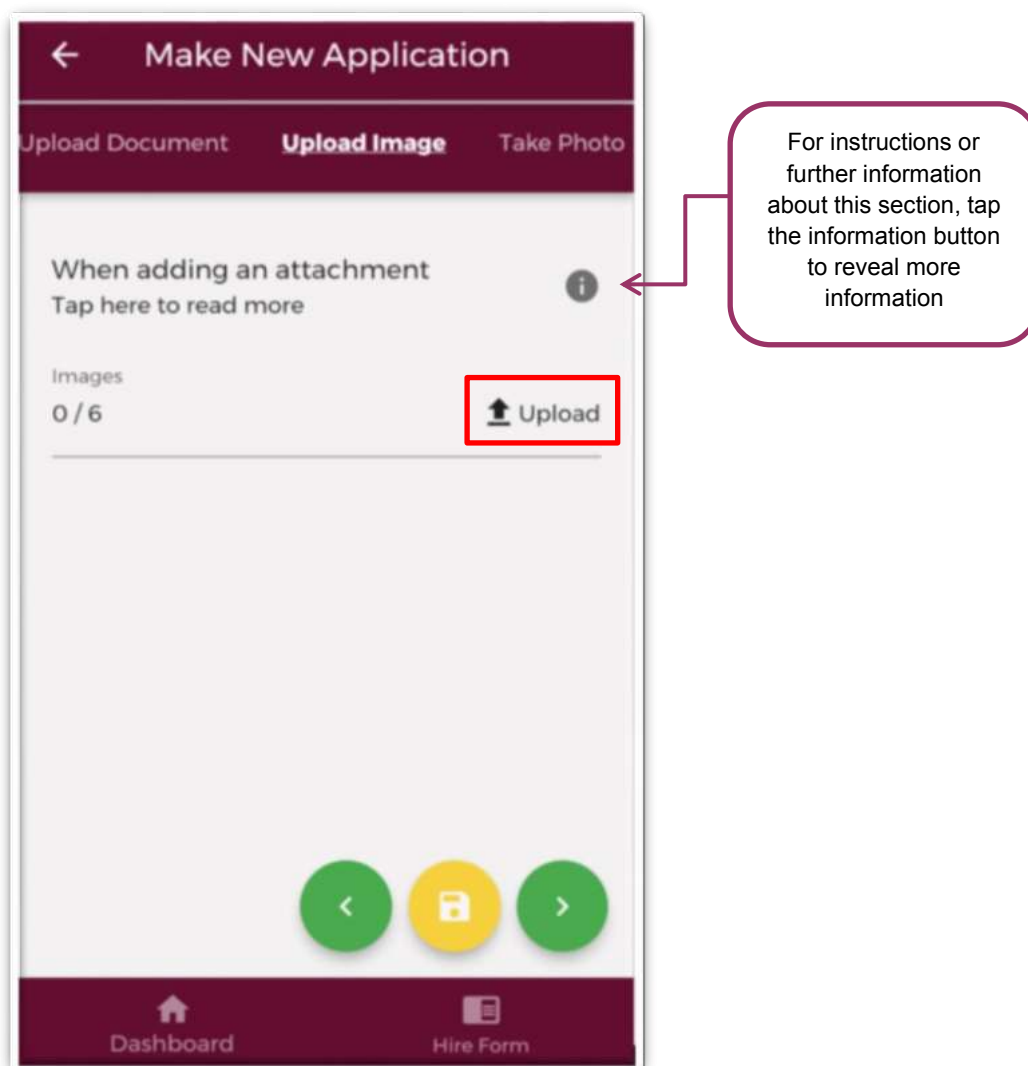 Make New Application
Upload Document Upload Image Take Photo
When adding an attachment
Tap here to read more
Images
0 / 6
Upload
Dashboard
Hire Form
For instructions or
further information
about this section, tap
the information button
to reveal more
information